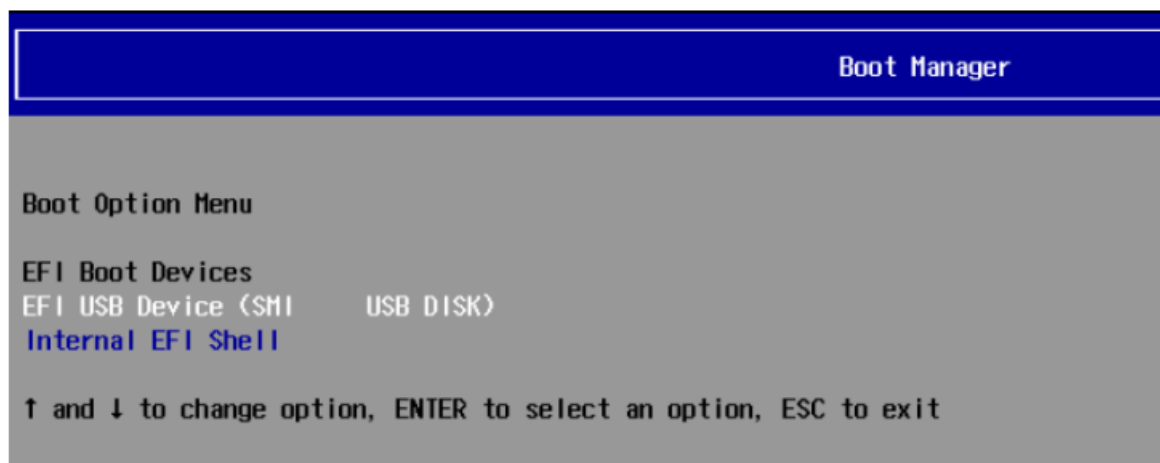 Boot Manager
Boot Option Menu
EFI Boot Devices
EFI USB Device (SMI     USB DISK)
Internal EFI Shell
↑ and ↓ to change option, ENTER to select an option, ESC to exit